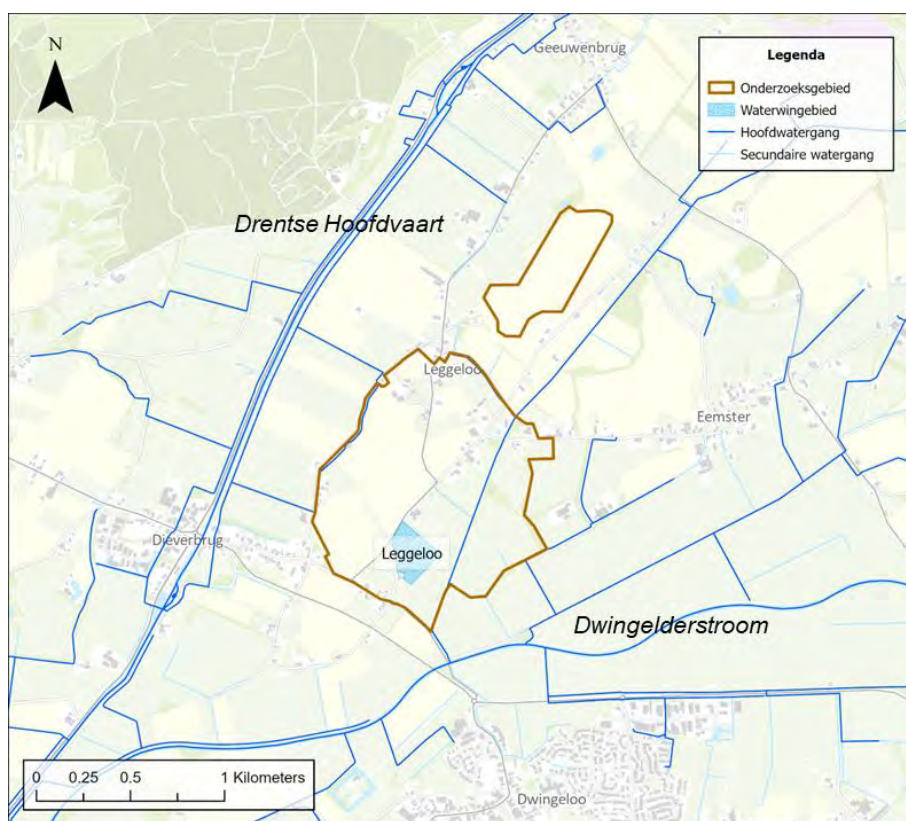 N
Geeuwenbrug
Legenda
Onderzoeksgebied
Waterwingebied
Hoofdwatergang
Secundaire watergang
Drentse Hoofdvaart
Leggeloo
Eemster
Dieverbrug
Leggeloo
Dwingelderstroom
0 0.25 0.5 1 Kilometers
Dwingeloo